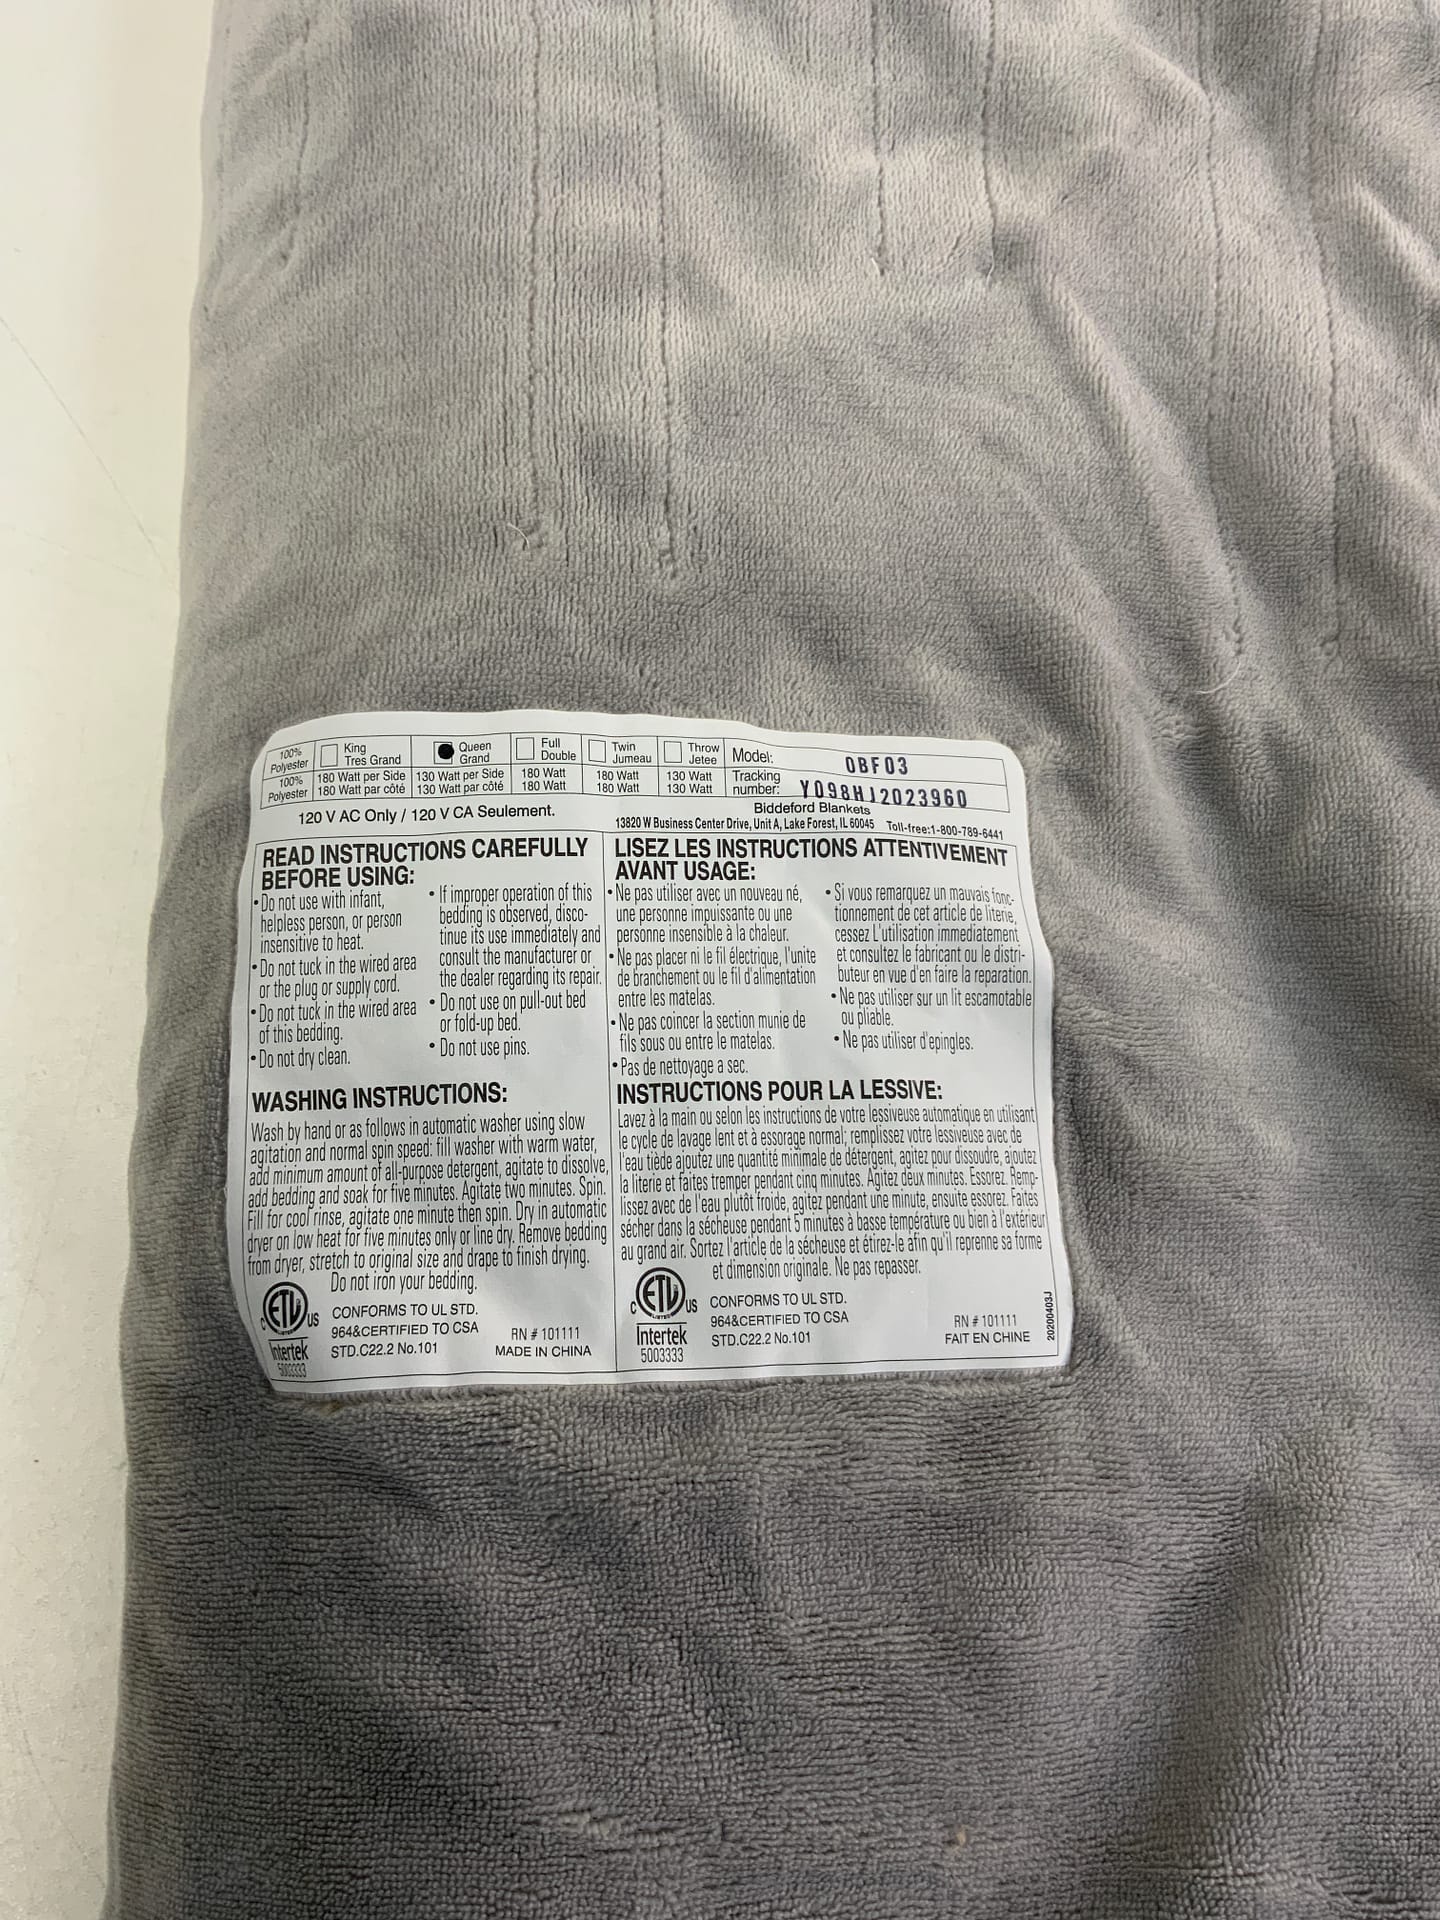 100% Polyester King Tres Grand Queen Grand Full Double Twin Jumeau Throw Jetee Model: OBF03
100% Polyester 180 Watt per Side 180 Watt par côté 130 Watt per Side 130 Watt par côté 180 Watt 180 Watt 180 Watt 180 Watt 130 Watt 130 Watt Tracking number: Y098HJ2023960
120 V AC Only / 120 V CA Seulement.
Biddeford Blankets
13820 W Business Center Drive, Unit A, Lake Forest, IL 60045 Toll-free:1-800-789-6441
READ INSTRUCTIONS CAREFULLY
BEFORE USING:
• Do not use with infant,
helpless person, or person
insensitive to heat.
• Do not tuck in the wired area
or the plug or supply cord.
• Do not tuck in the wired area
of this bedding.
• Do not dry clean.
• If improper operation of this
bedding is observed, disco-
tinue its use immediately and
consult the manufacturer or
the dealer regarding its repair.
• Do not use on pull-out bed
or fold-up bed.
• Do not use pins.
WASHING INSTRUCTIONS:
Wash by hand or as follows in automatic washer using slow
agitation and normal spin speed: fill washer with warm water,
add minimum amount of all-purpose detergent, agitate to dissolve,
add bedding and soak for five minutes. Agitate two minutes. Spin.
Fill for cool rinse, agitate one minute then spin. Dry in automatic
dryer on low heat for five minutes only or line dry. Remove bedding
from dryer, stretch to original size and drape to finish drying.
Do not iron your bedding.
ETL
C US
LISTED
Intertek
5003333
CONFORMS TO UL STD.
964&CERTIFIED TO CSA
STD.C22.2 No.101
RN # 101111
MADE IN CHINA
LISEZ LES INSTRUCTIONS ATTENTIVEMENT
AVANT USAGE:
• Ne pas utiliser avec un nouveau né,
une personne impuissante ou une
personne insensible à la chaleur.
• Ne pas placer ni le fil électrique, l'unite
de branchement ou le fil d'alimentation
entre les matelas.
• Ne pas coincer la section munie de
fils sous ou entre le matelas.
• Pas de nettoyage a sec.
• Si vous remarquez un mauvais fonc-
tionnement de cet article de literie,
cessez L'utilisation immediatement
et consultez le fabricant ou le distri-
buteur en vue d'en faire la reparation.
• Ne pas utiliser sur un lit escamotable
ou pliable.
• Ne pas utiliser d'epingles.
INSTRUCTIONS POUR LA LESSIVE:
Lavez à la main ou selon les instructions de votre lessiveuse automatique en utilisant
le cycle de lavage lent et à essorage normal; remplissez votre lessiveuse avec de
l'eau tiède ajoutez une quantité minimale de détergent, agitez pour dissoudre, ajoutez
la literie et faites tremper pendant cinq minutes. Agitez deux minutes. Essorez. Remp-
lissez avec de l'eau plutôt froide, agitez pendant une minute, ensuite essorez. Faites
sécher dans la sécheuse pendant 5 minutes à basse température ou bien à l'extérieur
au grand air. Sortez l'article de la sécheuse et étirez-le afin qu'il reprenne sa forme
et dimension originale. Ne pas repasser.
ETL
C US
LISTED
Intertek
5003333
CONFORMS TO UL STD.
964&CERTIFIED TO CSA
STD.C22.2 No.101
RN # 101111
FAIT EN CHINE
20200403J